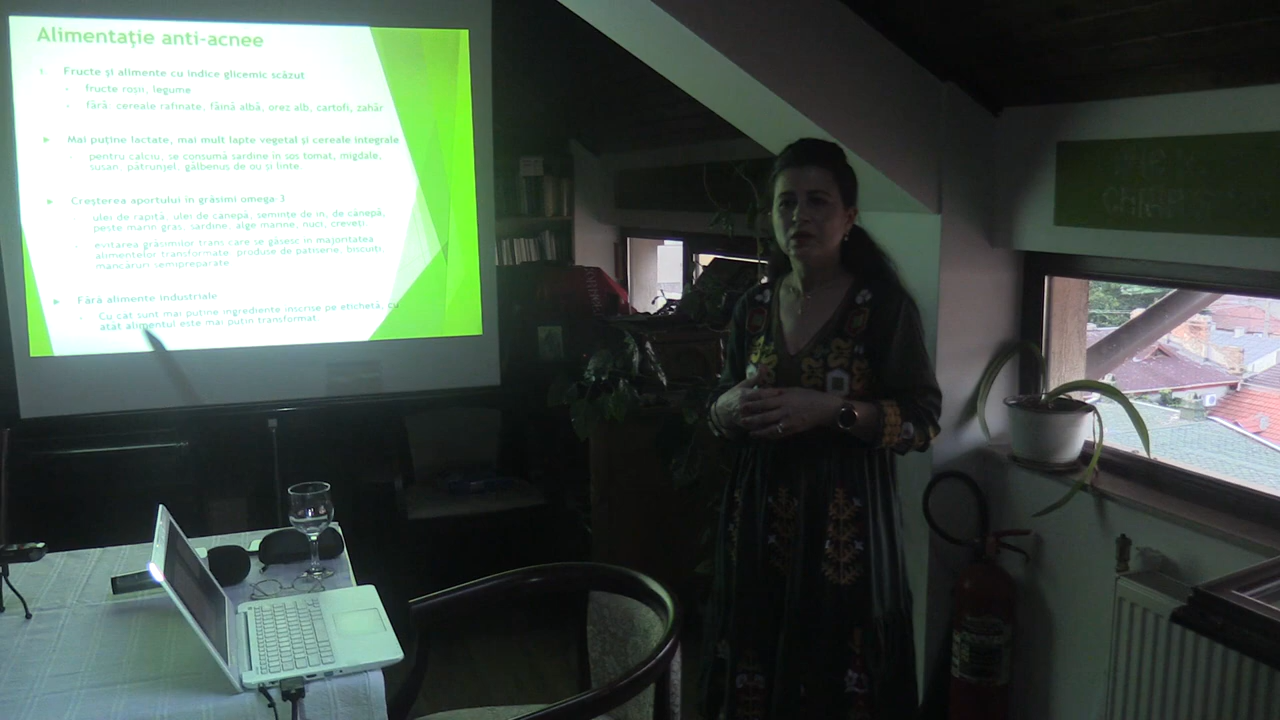 Alimentație anti-acnee
Fructe și alimente cu indice glicemic scăzut
fructe roșii, legume
fără: cereale rafinate, făină albă, orez alb, cartofi, zahăr
Mai puține lactate, mai mult lapte vegetal și cereale integrale
pentru calciu, se consumă sardine în sos tomat, migdale,
susan, pătrunjel, gălbenuș de ou și linte.
Creșterea aportului în grăsimi omega 3
ulei de rapiță, ulei de canepă, semințe de in, de cânepă,
pește marin gras: sardine, alge marine, nuci, creveți.
evitarea grăsimilor trans care se găsesc în majoritatea
alimentelor transformate: produse de patiserie, biscuiți,
mâncăruri semipreparate
Fără alimente industriale
Cu cât sunt mai puține ingrediente înscrise pe etichetă, cu
atât alimentul este mai puțin transformat.